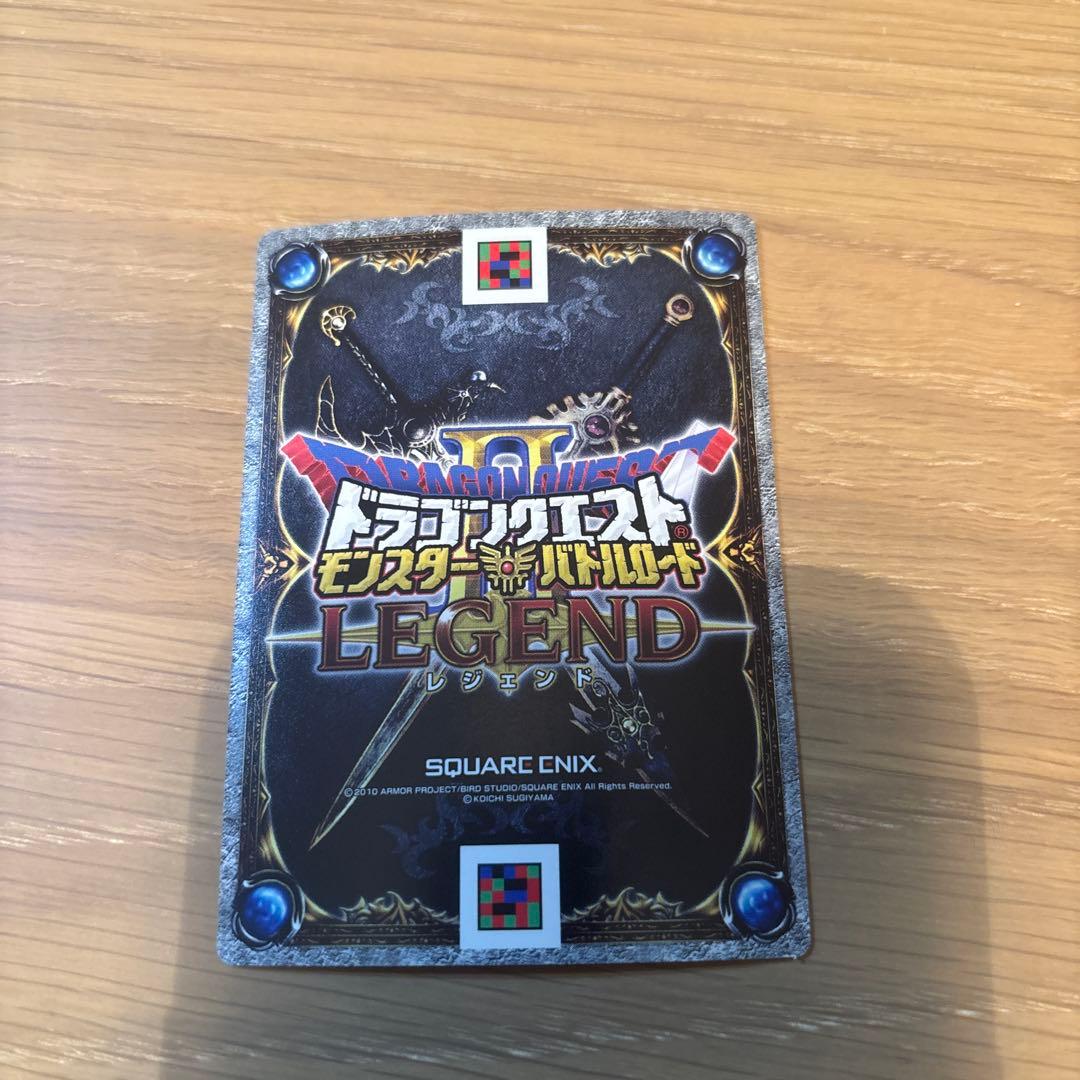 DRAGON QUEST
II
ドラゴンクエスト®
モンスターバトルロード
II
LEGEND
レジェンド
SQUARE ENIX®
©2010 ARMOR PROJECT/BIRD STUDIO/SQUARE ENIX All Rights Reserved.
©KOICHI SUGIYAMA